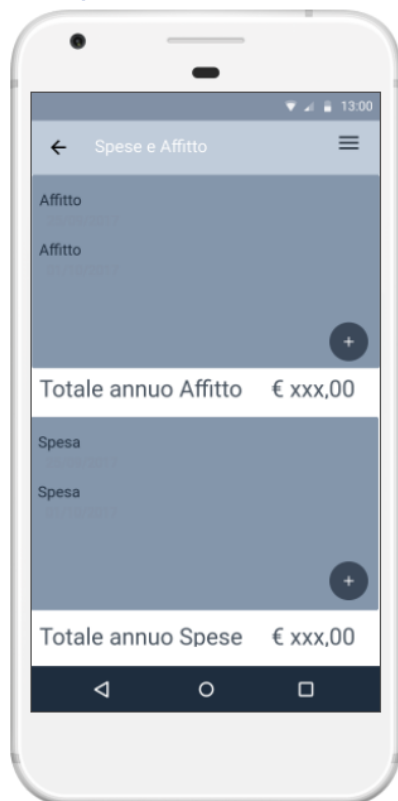 13:00
Spese e Affitto
Affitto
Affitto
+
Totale annuo Affitto € xxx,00
Spesa
Spesa
+
Totale annuo Spese € xxx,00